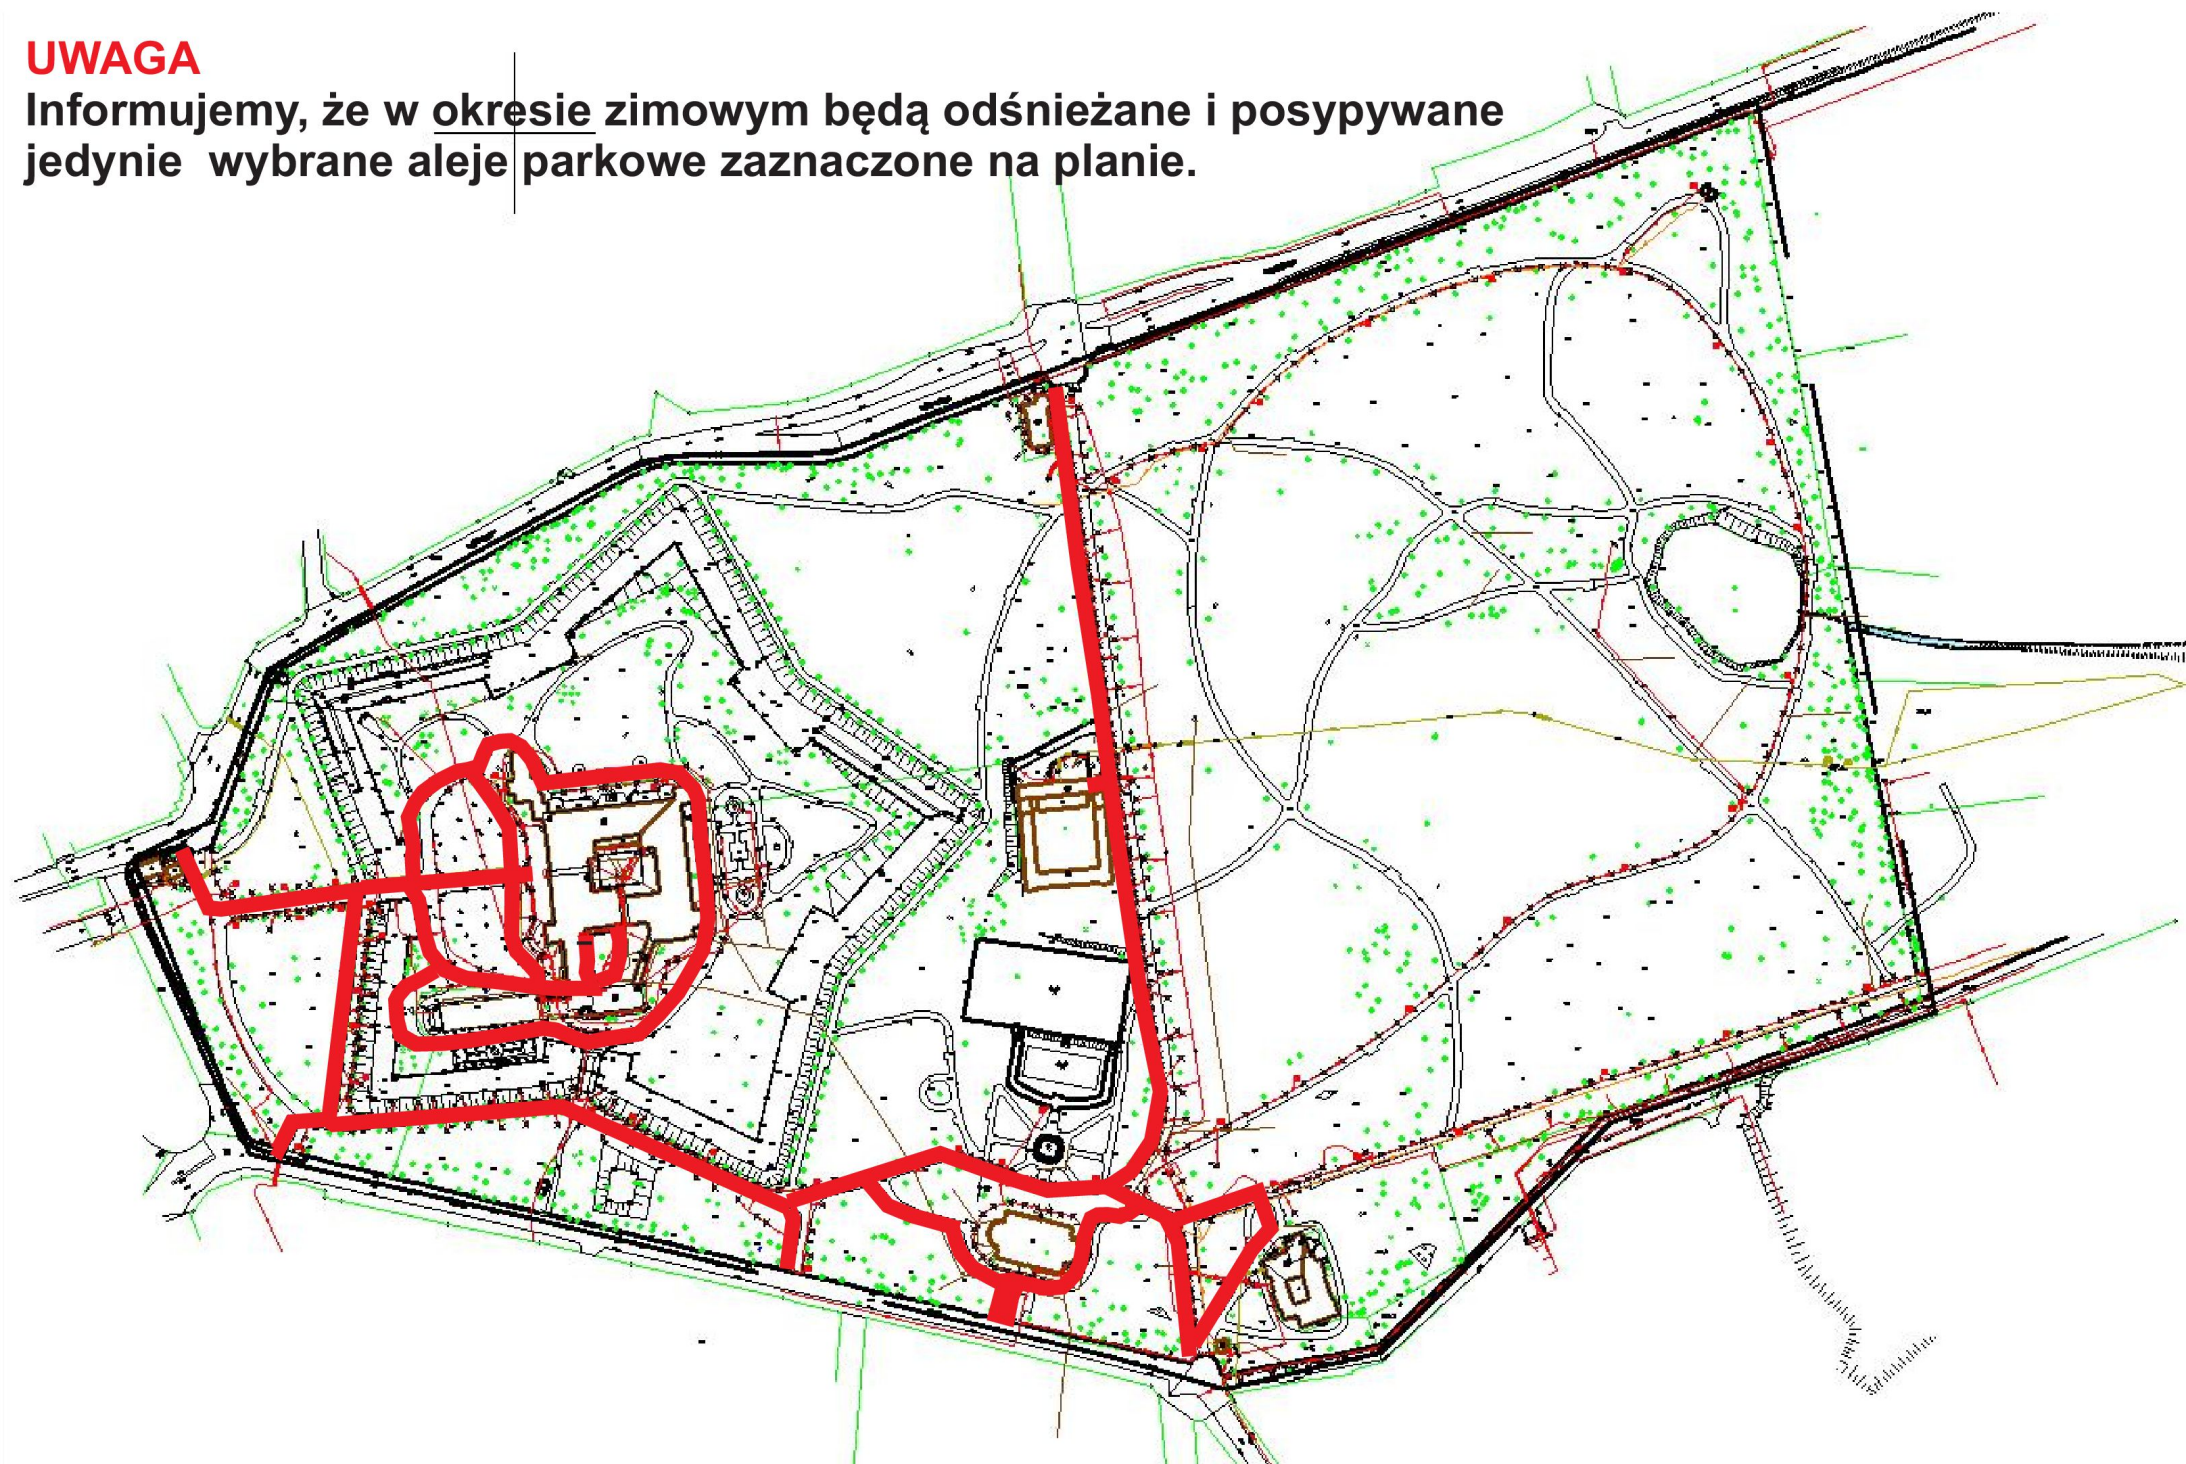 UWAGA
Informujemy, że w okresie zimowym będą odśnieżane i posypywane
jedynie wybrane aleje parkowe zaznaczone na planie.